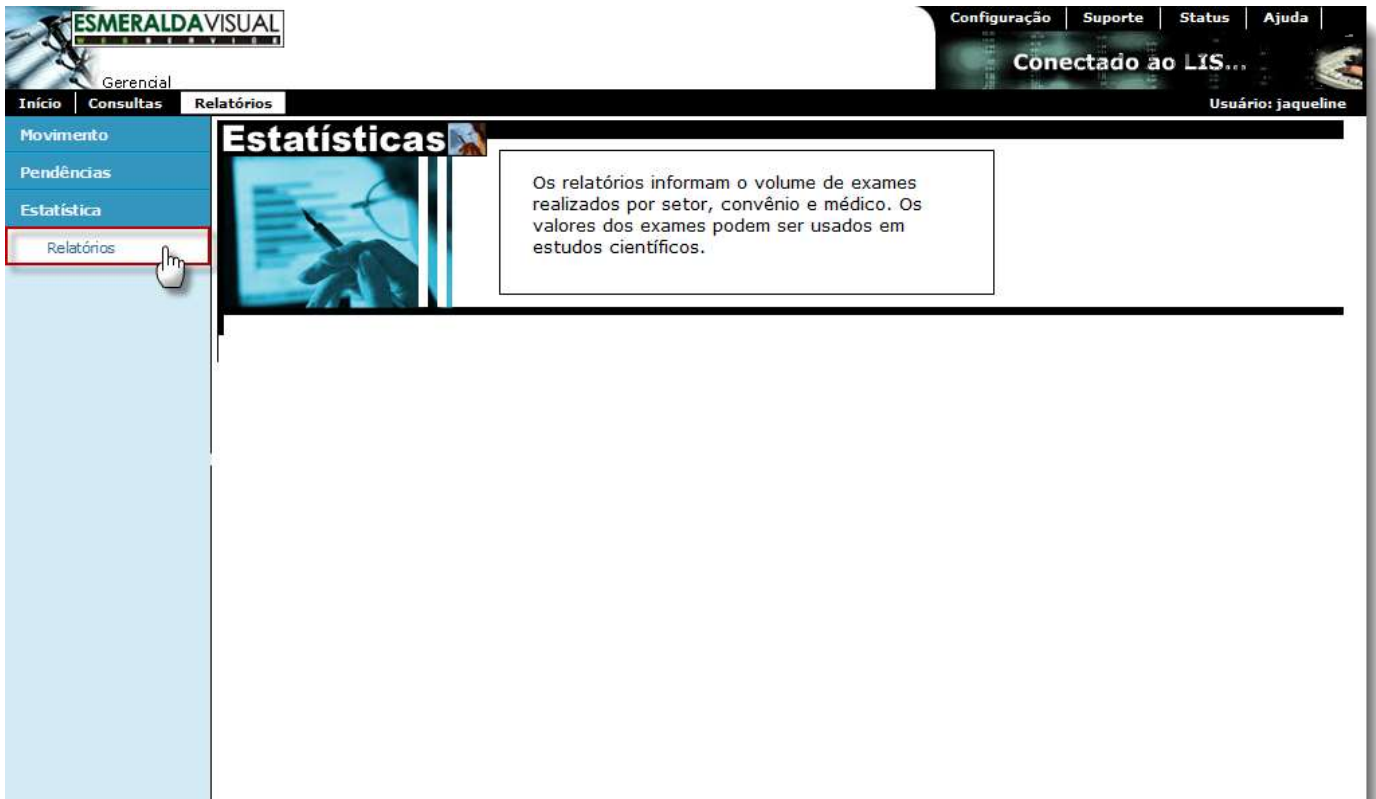 ESMERALDAVISUAL
WEBSERVICE
Gerencial
Configuração Suporte Status Ajuda
Conectado ao LIS...
Início Consultas Relatórios
Usuário: jaqueline
Movimento
Pendências
Estatística
Relatórios
Estatísticas
Os relatórios informam o volume de exames
realizados por setor, convênio e médico. Os
valores dos exames podem ser usados em
estudos científicos.